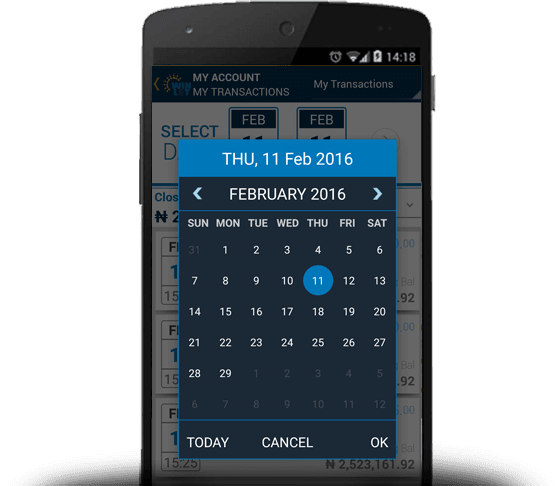 14:18
MY ACCOUNT
MY TRANSACTIONS
My Transactions
SELECT
FEB
FEB
THU, 11 Feb 2016
FEBRUARY 2016
SUN MON TUE WED THU FRI SAT
31 1 2 3 4 5 6
7 8 9 10 11 12 13
14 15 16 17 18 19 20
21 22 23 24 25 26 27
28 29 1 2 3 4 5
6 7 8 9 10 11 12
TODAY CANCEL OK
Bal
15:25
₦ 2,523,161.92